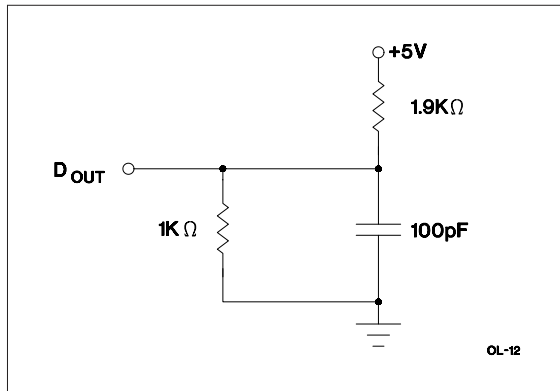 +5V
1.9KΩ
D OUT
1K Ω
100pF
OL-12